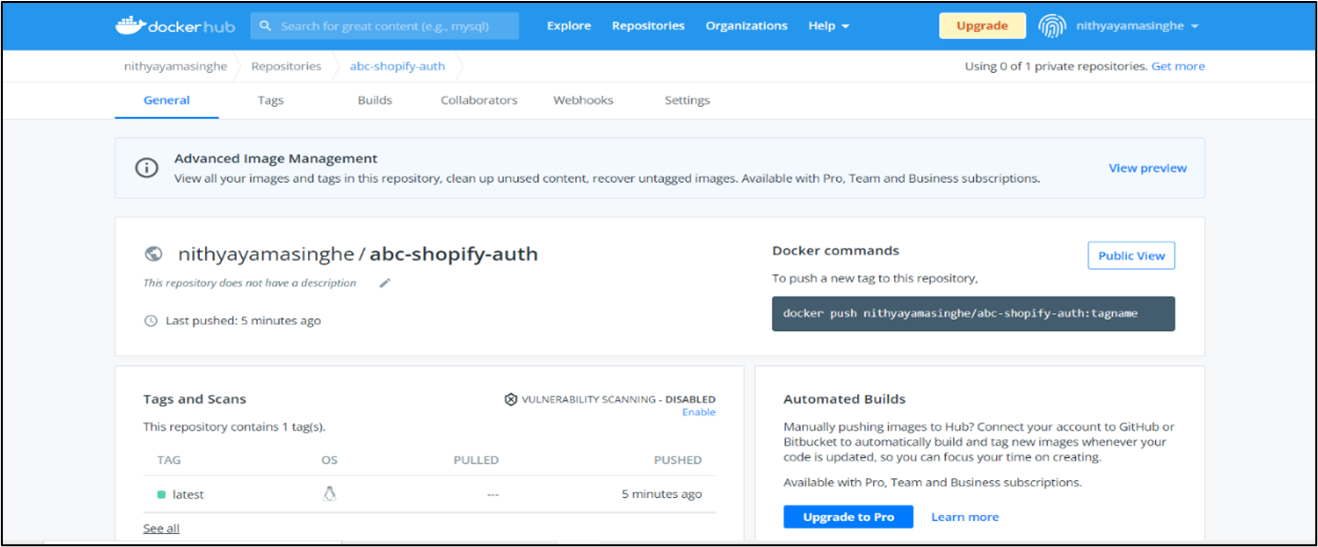 docker hub Search for great content (e.g., mysql) Explore Repositories Organizations Help Upgrade nithyayamasinghe
nithyayamasinghe Repositories abc-shopify-auth Using 0 of 1 private repositories. Get more
General Tags Builds Collaborators Webhooks Settings
Advanced Image Management
View all your images and tags in this repository, clean up unused content, recover untagged images. Available with Pro, Team and Business subscriptions.
View preview
nithyayamasinghe / abc-shopify-auth
This repository does not have a description
Last pushed: 5 minutes ago
Docker commands
Public View
To push a new tag to this repository,
docker push nithyayamasinghe/abc-shopify-auth:tagname
Tags and Scans
VULNERABILITY SCANNING - DISABLED
Enable
This repository contains 1 tag(s).
TAG OS PULLED PUSHED
latest --- 5 minutes ago
See all
Automated Builds
Manually pushing images to Hub? Connect your account to GitHub or
Bitbucket to automatically build and tag new images whenever your
code is updated, so you can focus your time on creating.
Available with Pro, Team and Business subscriptions.
Upgrade to Pro Learn more